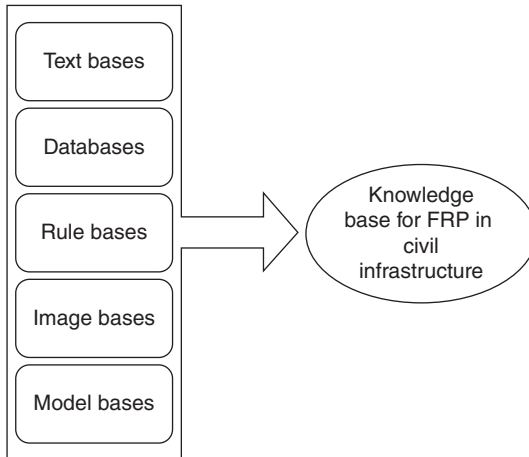 Text bases
Databases
Rule bases
Image bases
Model bases
Knowledge
base for FRP in
civil
infrastructure